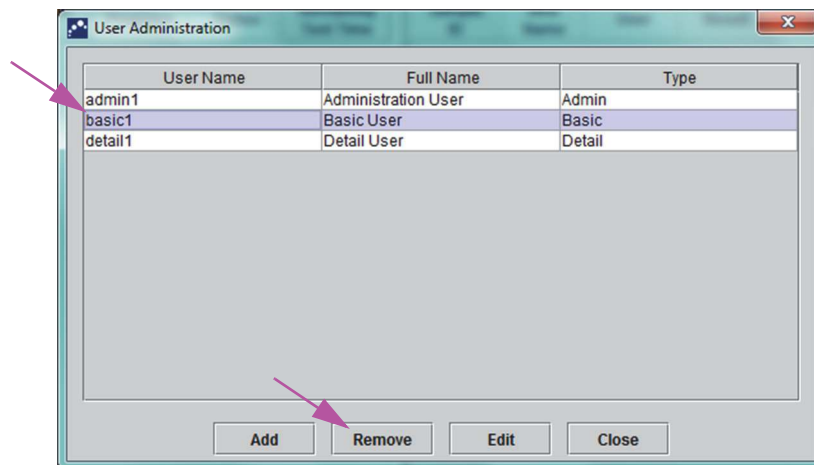 User Administration
User Name Full Name Type
admin1 Administration User Admin
basic1 Basic User Basic
detail1 Detail User Detail
Add Remove Edit Close